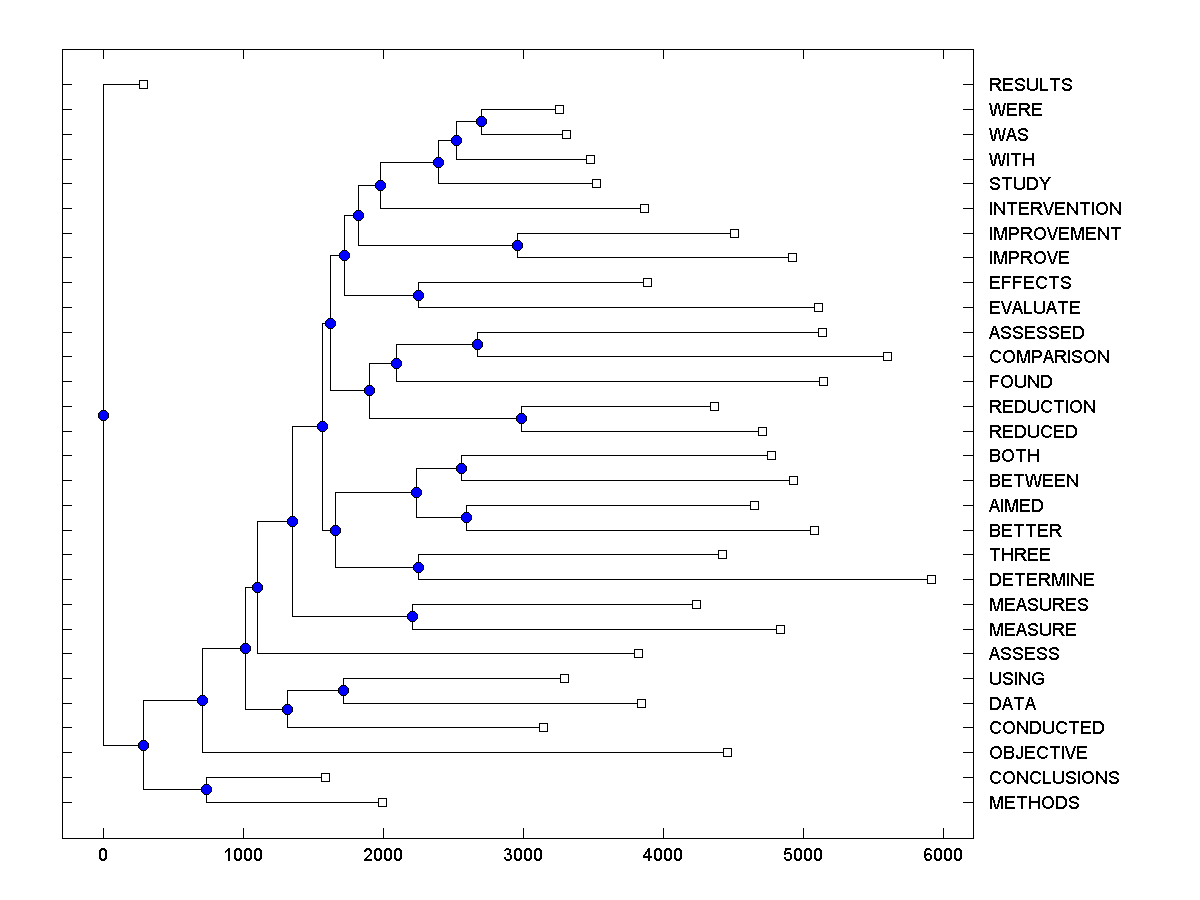 RESULTS
WERE
WAS
WITH
STUDY
INTERVENTION
IMPROVEMENT
IMPROVE
EFFECTS
EVALUATE
ASSESSED
COMPARISON
FOUND
REDUCTION
REDUCED
BOTH
BETWEEN
AIMED
BETTER
THREE
DETERMINE
MEASURES
MEASURE
ASSESS
USING
DATA
CONDUCTED
OBJECTIVE
CONCLUSIONS
METHODS
0 1000 2000 3000 4000 5000 6000